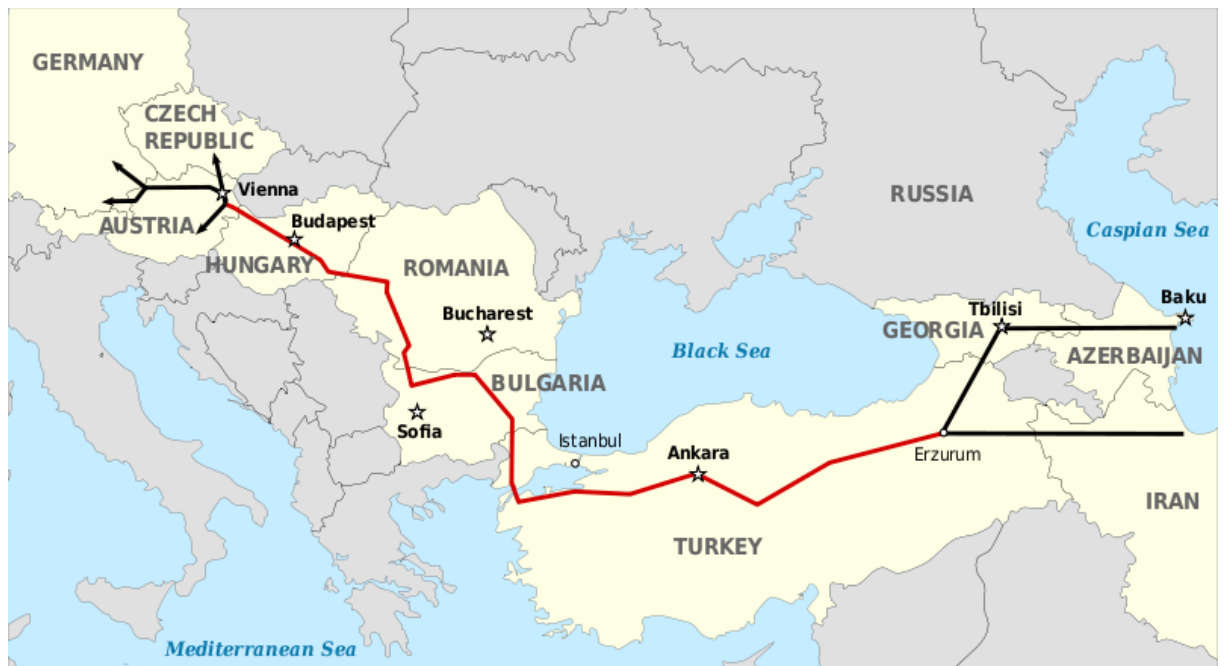 GERMANY
CZECH
REPUBLIC
RUSSIA
Vienna
Budapest
AUSTRIA
Caspian Sea
HUNGARY
ROMANIA
Baku
Tbilisi
Bucharest
GEORGIA
Black Sea
AZERBAIJAN
BULGARIA
Sofia
Istanbul
Ankara
Erzurum
IRAN
TURKEY
Mediterranean Sea